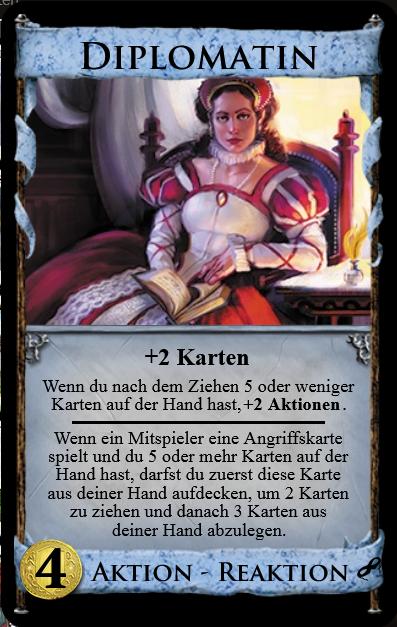 DIPLOMATIN
+2 Karten
Wenn du nach dem Ziehen 5 oder weniger
Karten auf der Hand hast, +2 Aktionen.
Wenn ein Mitspieler eine Angriffskarte
spielt und du 5 oder mehr Karten auf der
Hand hast, darfst du zuerst diese Karte
aus deiner Hand aufdecken, um 2 Karten
zu ziehen und danach 3 Karten aus
deiner Hand abzulegen.
4 AKTION - REAKTION